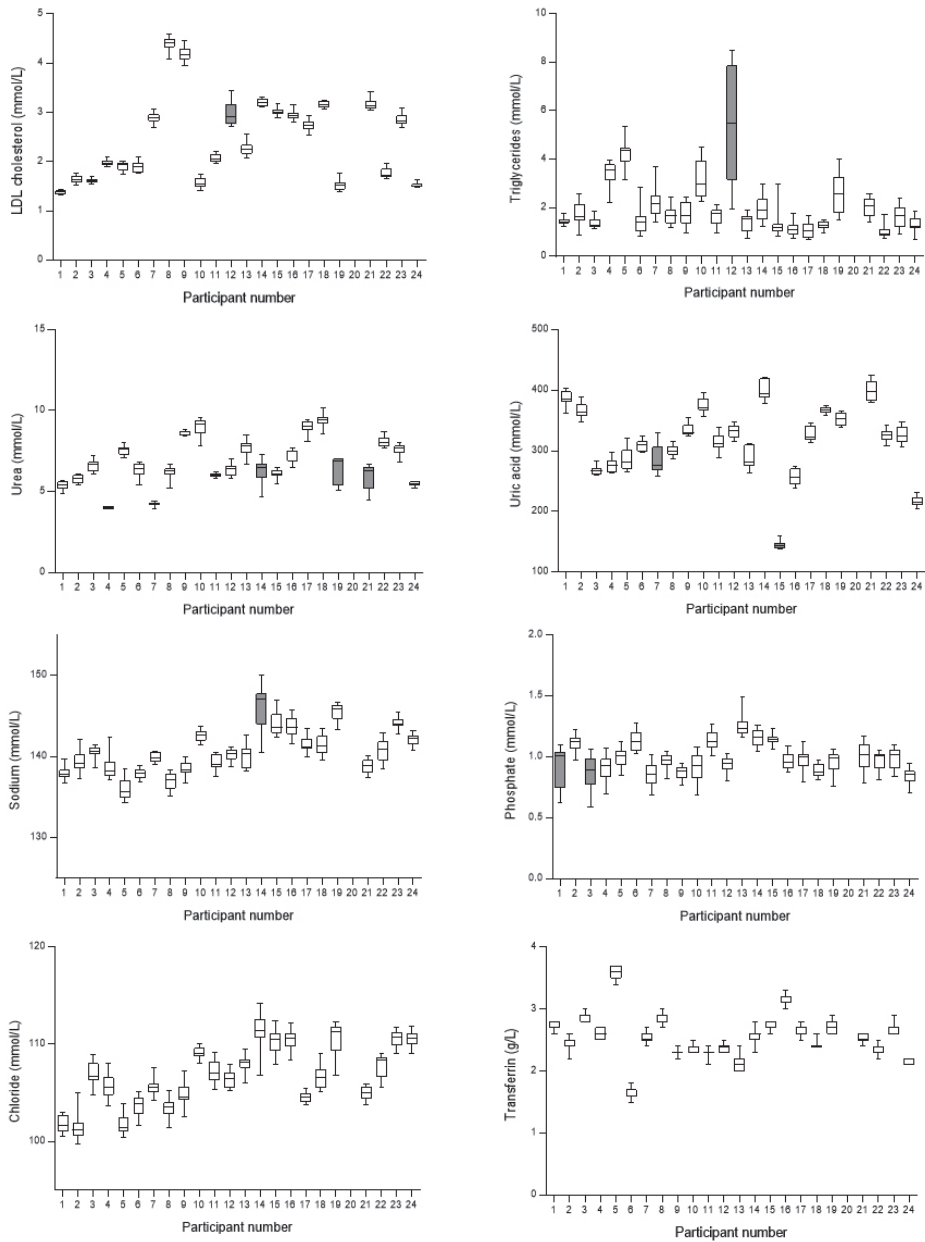 LDL cholesterol (mmol/L)
5
4
3
2
1
0
1 2 3 4 5 6 7 8 9 10 11 12 13 14 15 16 17 18 19 20 21 22 23 24
Participant number
Triglycerides (mmol/L)
10
8
6
4
2
0
1 2 3 4 5 6 7 8 9 10 11 12 13 14 15 16 17 18 19 20 21 22 23 24
Participant number
Urea (mmol/L)
15
10
5
0
1 2 3 4 5 6 7 8 9 10 11 12 13 14 15 16 17 18 19 20 21 22 23 24
Participant number
Uric acid (mmol/L)
500
400
300
200
100
1 2 3 4 5 6 7 8 9 10 11 12 13 14 15 16 17 18 19 20 21 22 23 24
Participant number
Sodium (mmol/L)
150
140
130
1 2 3 4 5 6 7 8 9 10 11 12 13 14 15 16 17 18 19 20 21 22 23 24
Participant number
Phosphate (mmol/L)
2.0
1.5
1.0
0.5
0.0
1 2 3 4 5 6 7 8 9 10 11 12 13 14 15 16 17 18 19 20 21 22 23 24
Participant number
Chloride (mmol/L)
120
110
100
1 2 3 4 5 6 7 8 9 10 11 12 13 14 15 16 17 18 19 20 21 22 23 24
Participant number
Transferrin (g/L)
4
3
2
1
0
1 2 3 4 5 6 7 8 9 10 11 12 13 14 15 16 17 18 19 20 21 22 23 24
Participant number